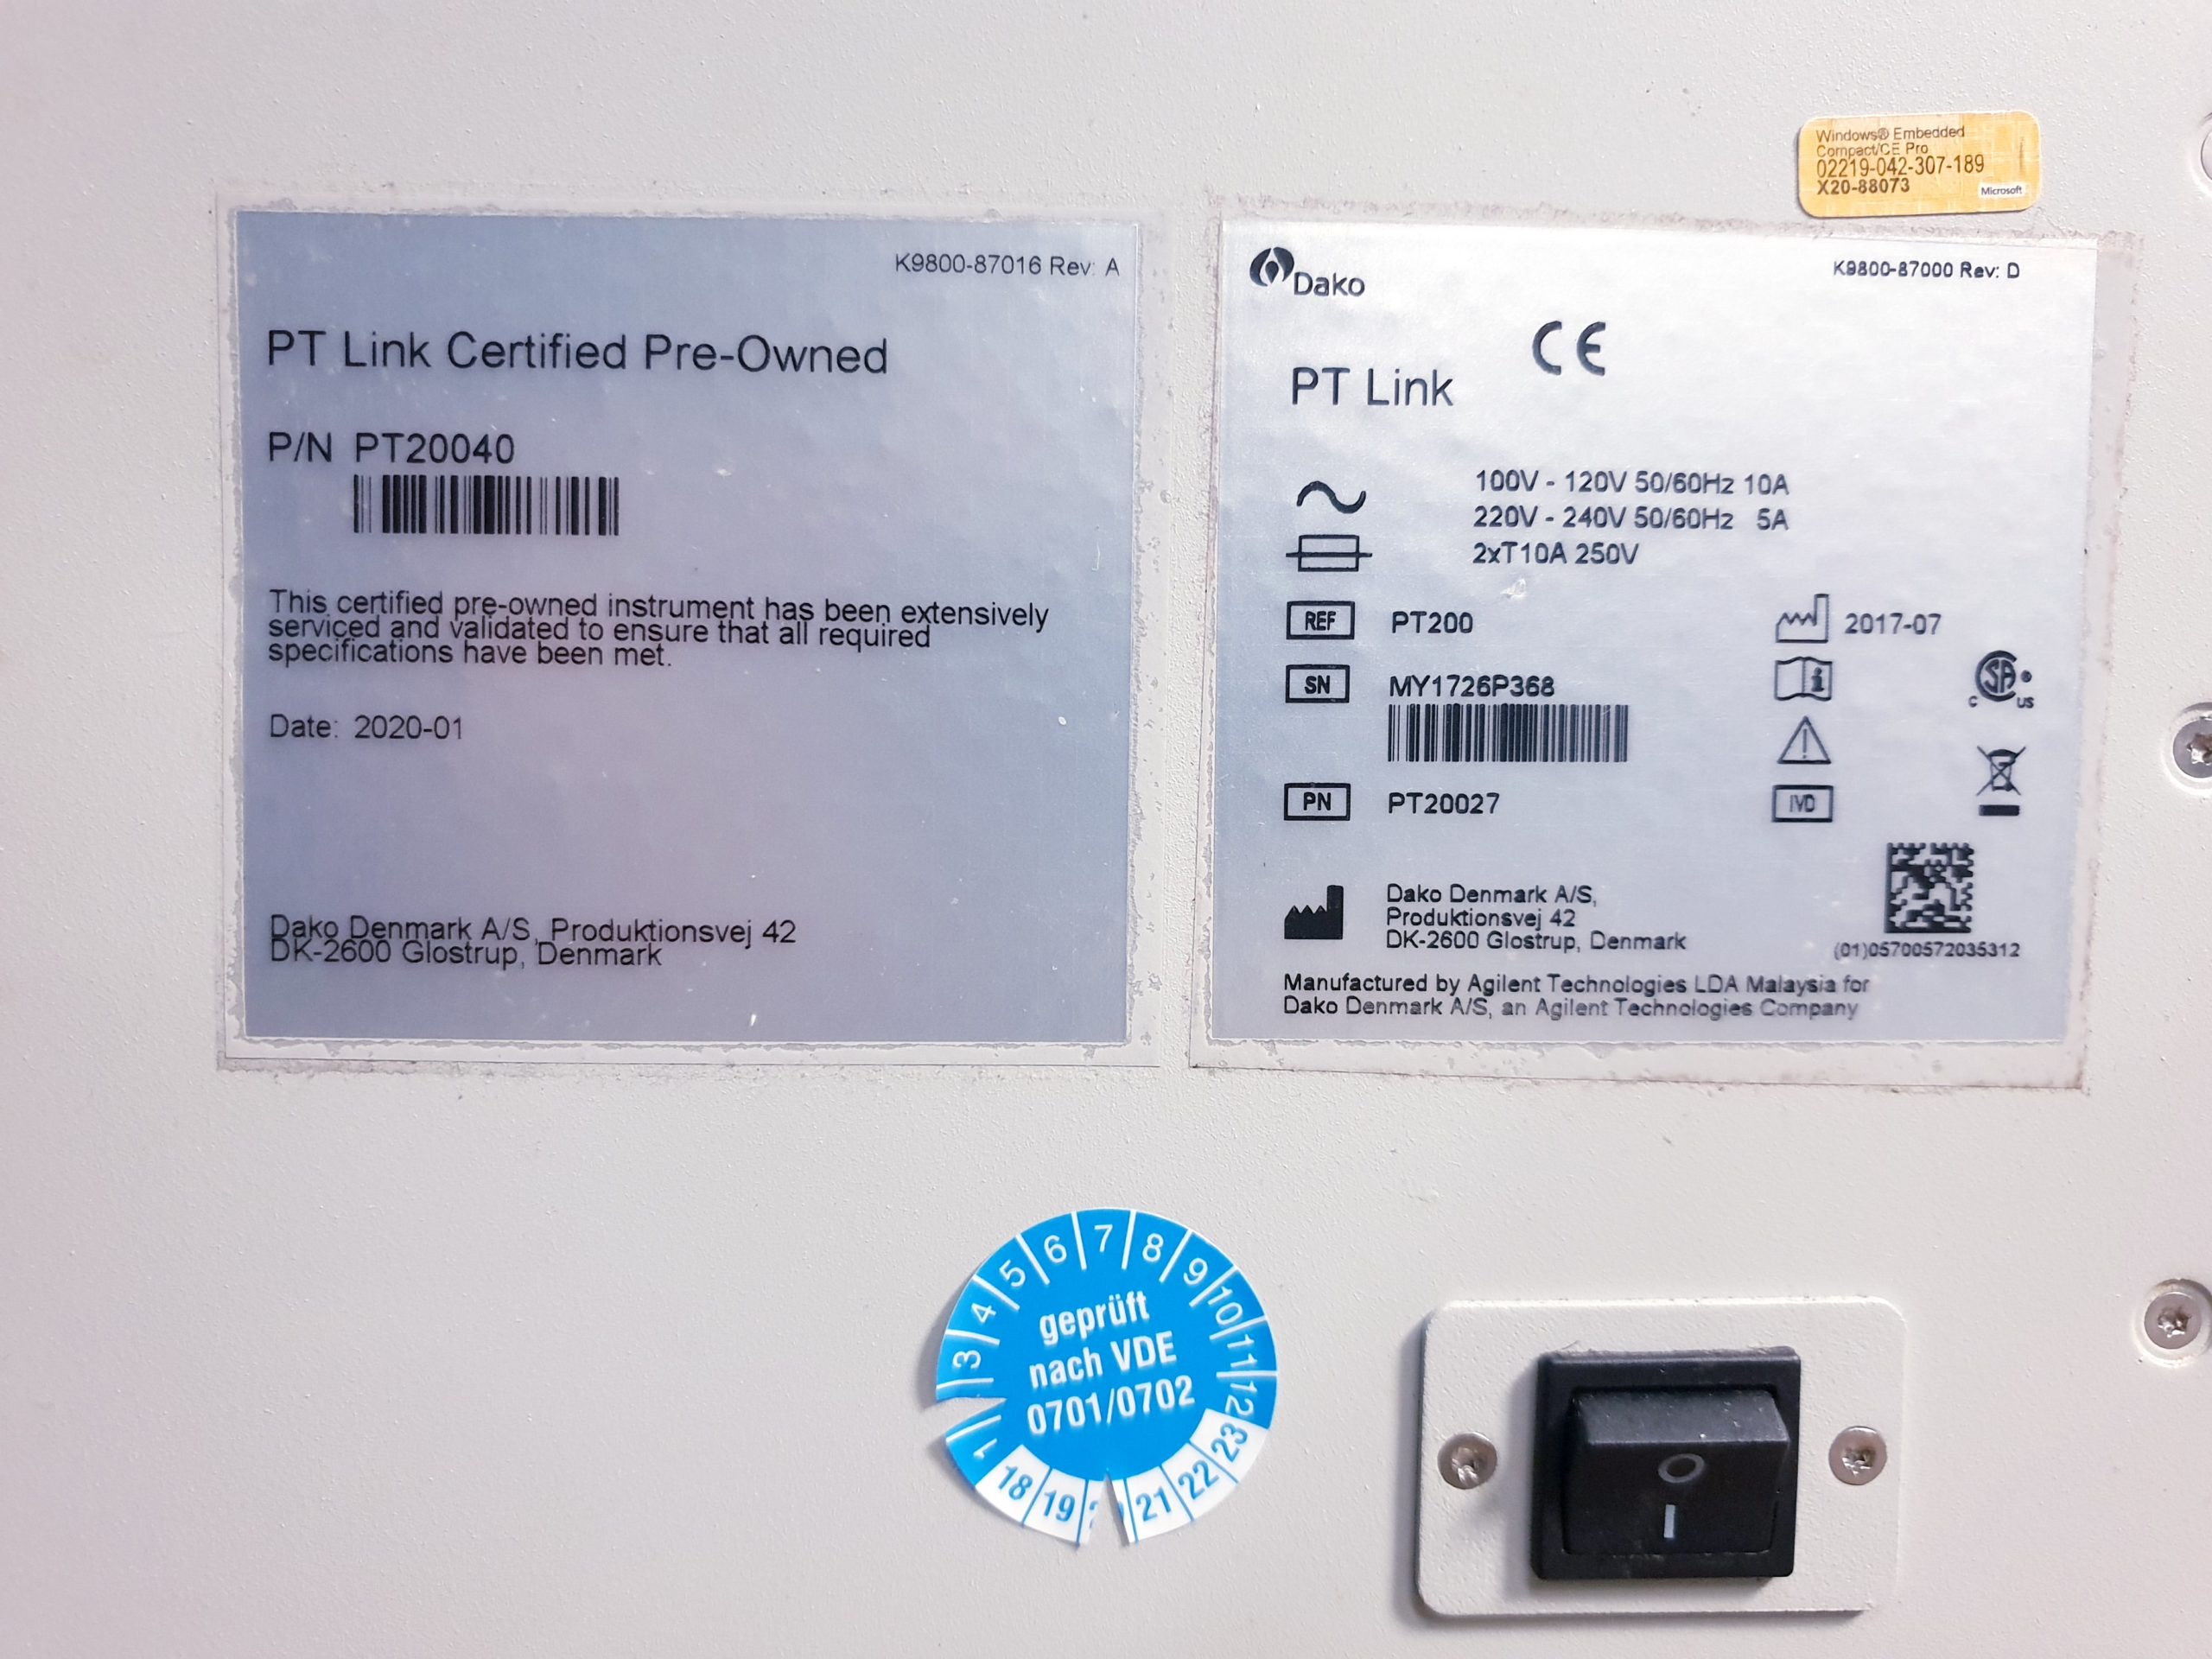 Windows® Embedded
Compact/CE Pro
02219-042-307-189
X20-88073
Microsoft
K9800-87016 Rev: A
PT Link Certified Pre-Owned
P/N PT20040
This certified pre-owned instrument has been extensively
serviced and validated to ensure that all required
specifications have been met.
Date: 2020-01
Dako Denmark A/S, Produktionsvej 42
DK-2600 Glostrup, Denmark
Dako
K9800-87000 Rev: D
CE
PT Link
100V - 120V 50/60Hz 10A
220V - 240V 50/60Hz 5A
2xT10A 250V
REF PT200
2017-07
SN MY1726P368
SA
C US
PN PT20027
IVD
Dako Denmark A/S,
Produktionsvej 42
DK-2600 Glostrup, Denmark
(01)05700572035312
Manufactured by Agilent Technologies LDA Malaysia for
Dako Denmark A/S, an Agilent Technologies Company
1 3 4 5 6 7 8 9 10 11 12
geprüft
nach VDE
0701/0702
18 19 21 22 23
O
I